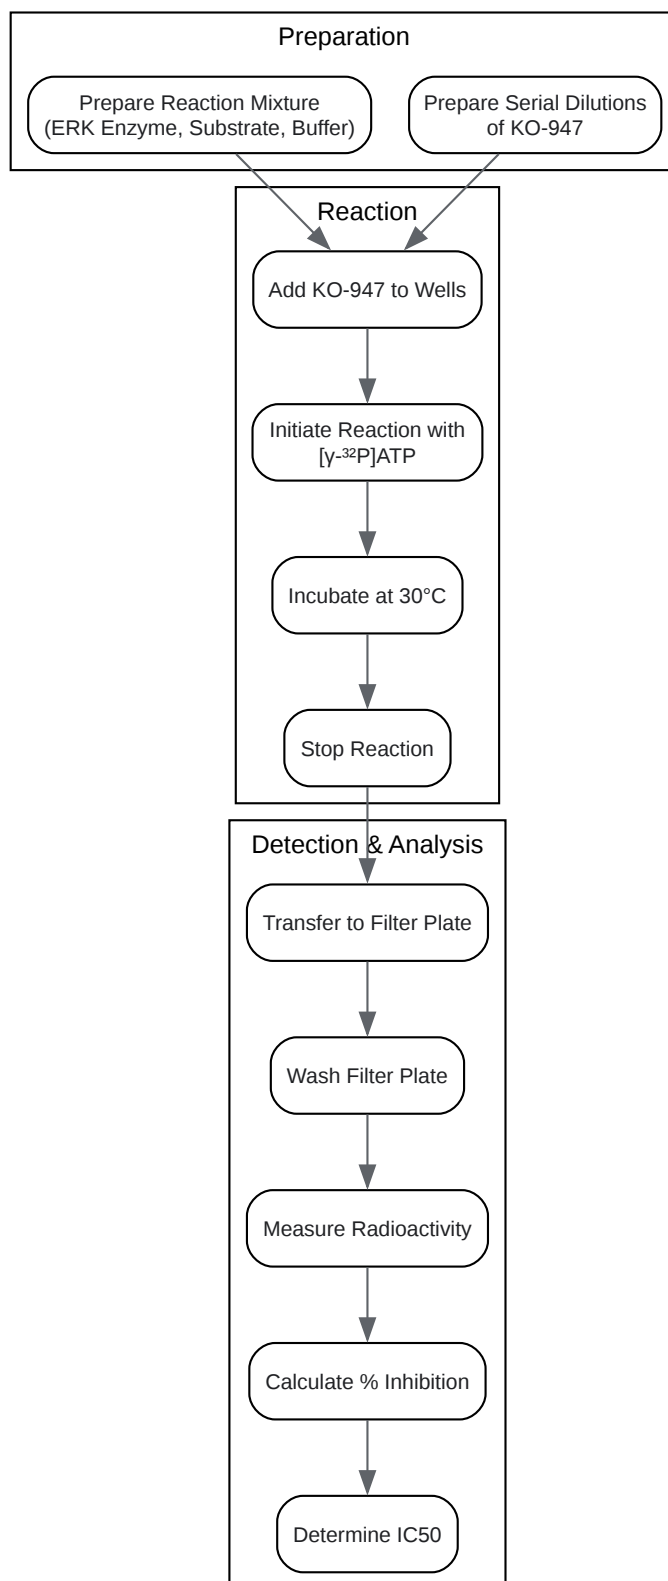 Preparation
Prepare Reaction Mixture
(ERK Enzyme, Substrate, Buffer)
Prepare Serial Dilutions
of KO-947
Reaction
Add KO-947 to Wells
Initiate Reaction with
[γ-³²P]ATP
Incubate at 30°C
Stop Reaction
Detection & Analysis
Transfer to Filter Plate
Wash Filter Plate
Measure Radioactivity
Calculate % Inhibition
Determine IC50